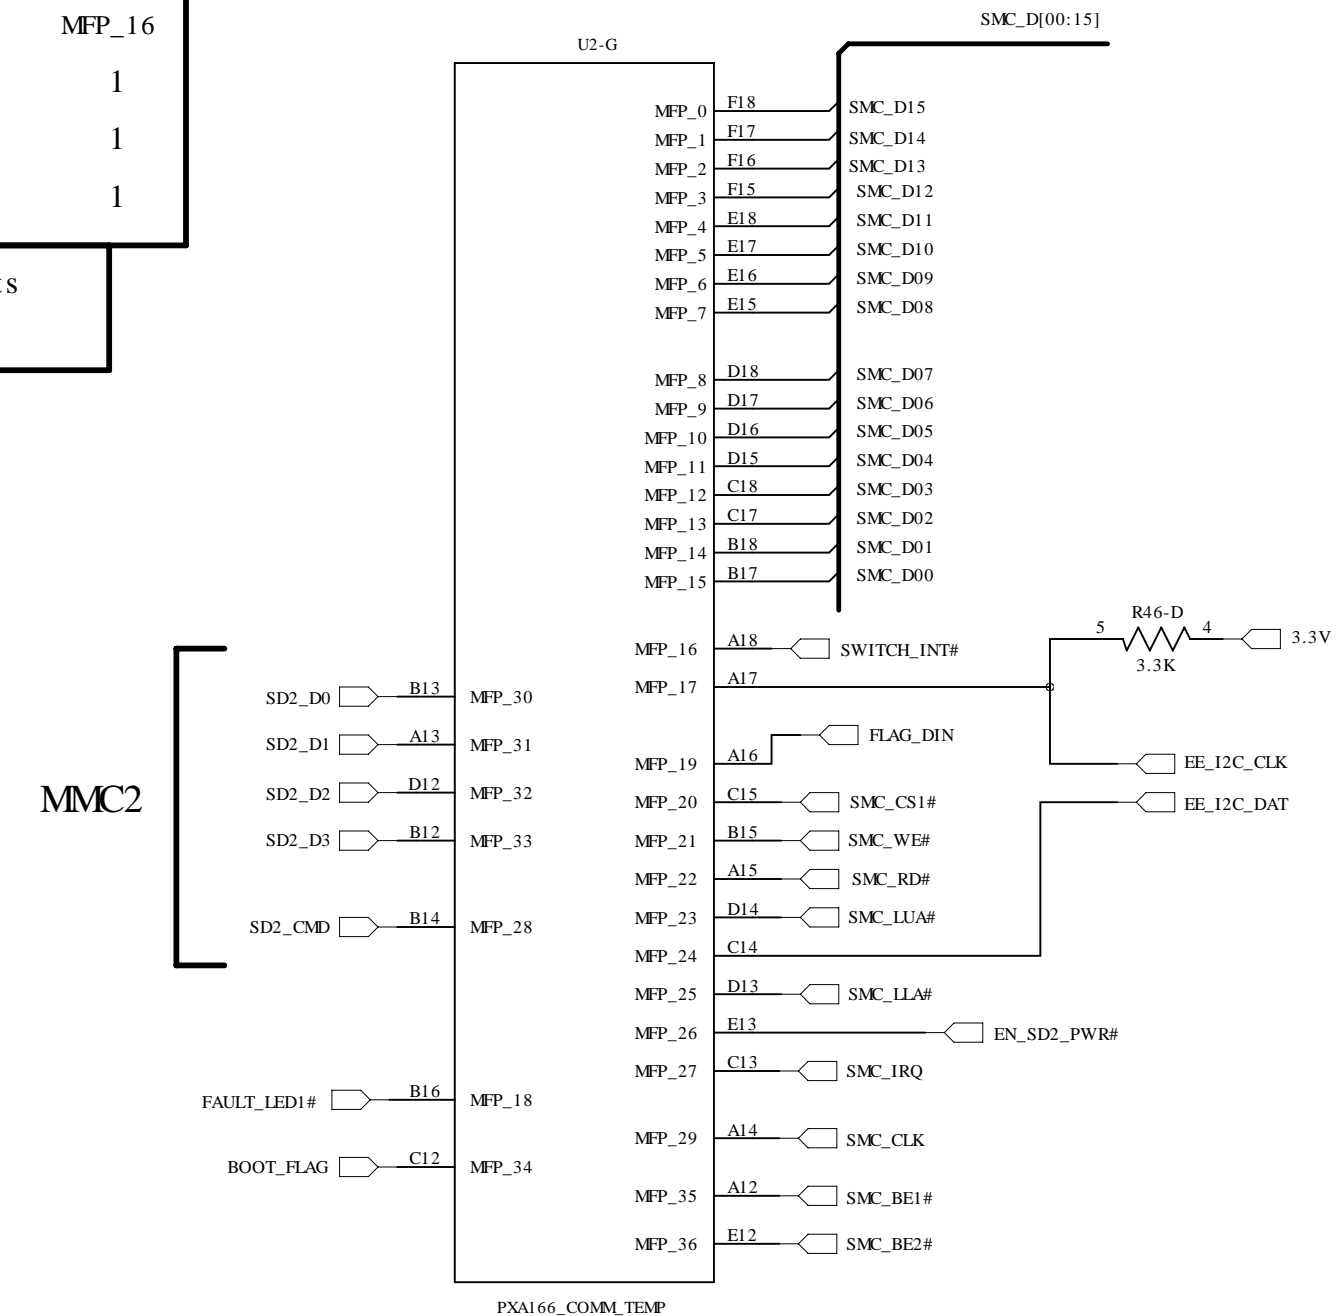 MFP_16
1
1
1
ts
SMC_D[00:15]
U2-G
MFP_0 F18 SMC_D15
MFP_1 F17 SMC_D14
MFP_2 F16 SMC_D13
MFP_3 F15 SMC_D12
MFP_4 E18 SMC_D11
MFP_5 E17 SMC_D10
MFP_6 E16 SMC_D09
MFP_7 E15 SMC_D08
MFP_8 D18 SMC_D07
MFP_9 D17 SMC_D06
MFP_10 D16 SMC_D05
MFP_11 D15 SMC_D04
MFP_12 C18 SMC_D03
MFP_13 C17 SMC_D02
MFP_14 B18 SMC_D01
MFP_15 B17 SMC_D00
R46-D
5 4 3.3V
3.3K
MFP_16 A18 SWITCH_INT#
MFP_17 A17
SD2_D0 B13 MFP_30
SD2_D1 A13 MFP_31
SD2_D2 D12 MFP_32
SD2_D3 B12 MFP_33
MMC2
SD2_CMD B14 MFP_28
FLAG_DIN
MFP_19 A16
EE_I2C_CLK
MFP_20 C15 SMC_CS1#
EE_I2C_DAT
MFP_21 B15 SMC_WE#
MFP_22 A15 SMC_RD#
MFP_23 D14 SMC_LUA#
MFP_24 C14
MFP_25 D13 SMC_LLA#
MFP_26 E13 EN_SD2_PWR#
MFP_27 C13 SMC_IRQ
FAULT_LED1# B16 MFP_18
MFP_29 A14 SMC_CLK
BOOT_FLAG C12 MFP_34
MFP_35 A12 SMC_BE1#
MFP_36 E12 SMC_BE2#
PXA166_COMM_TEMP